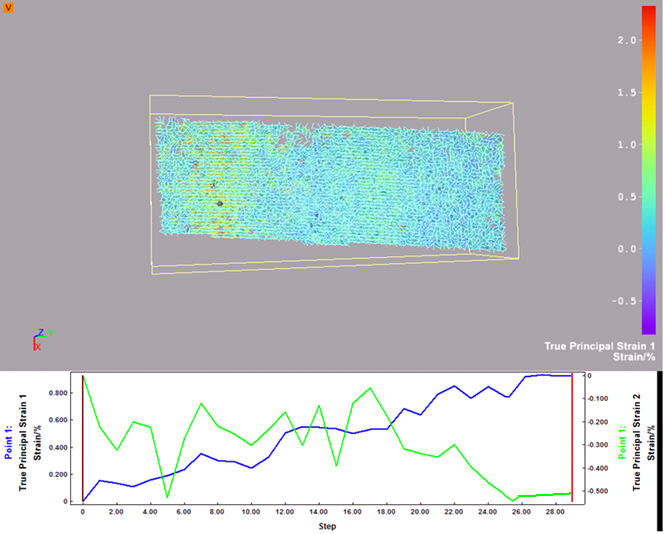 V
2.0
1.5
1.0
0.5
0.0
-0.5
Z Y
X
True Principal Strain 1
Strain/%
Point 1:
True Principal Strain 1
Strain/%
0.800
0.600
0.400
0.200
0
0
-0.100
-0.200
-0.300
-0.400
-0.500
Point 1:
True Principal Strain 2
Strain/%
0 2.00 4.00 6.00 8.00 10.00 12.00 14.00 16.00 18.00 20.00 22.00 24.00 26.00 28.00
Step